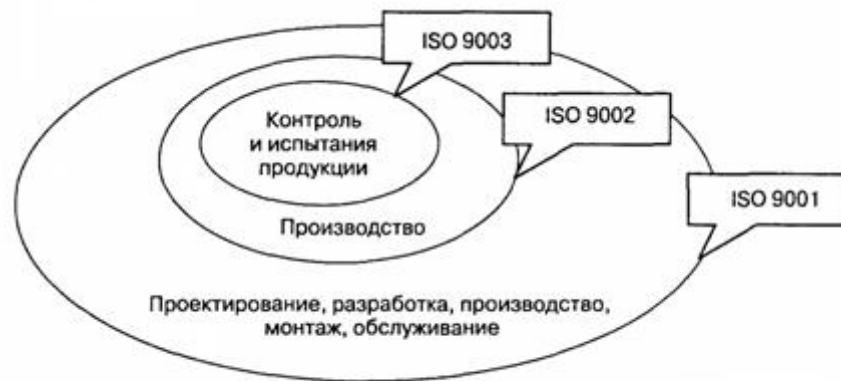 ISO 9003
Контроль
и испытания
продукции
ISO 9002
ISO 9001
Производство
Проектирование, разработка, производство,
монтаж, обслуживание